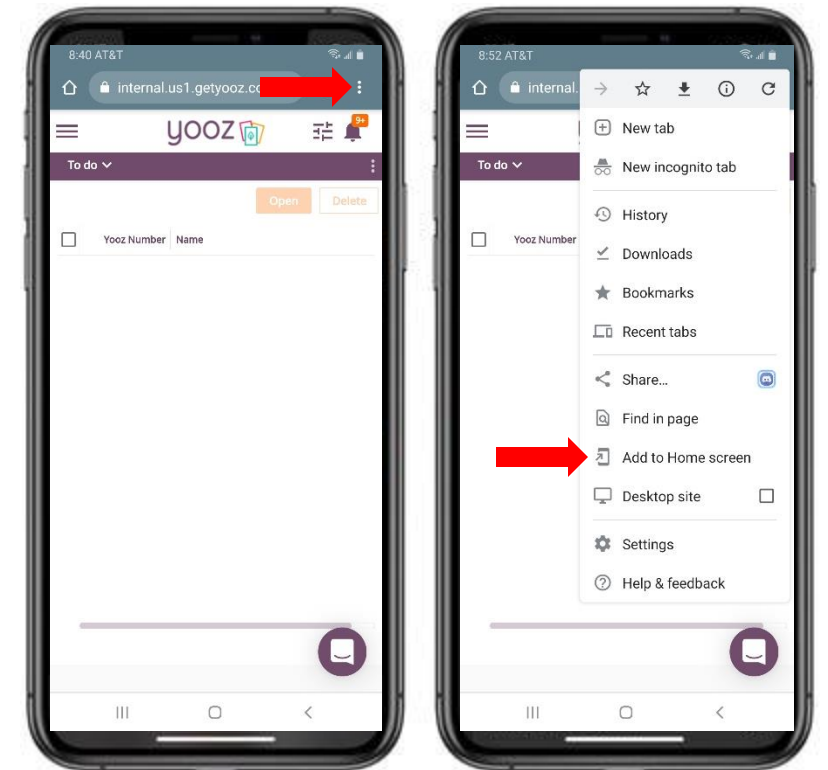 8:40 AT&T
internal.us1.getyooz.co
yooz
9+
To do
Open Delete
Yooz Number Name
8:52 AT&T
internal.
To do
Yooz Number
New tab
New incognito tab
History
Downloads
Bookmarks
Recent tabs
Share...
Find in page
Add to Home screen
Desktop site
Settings
Help & feedback